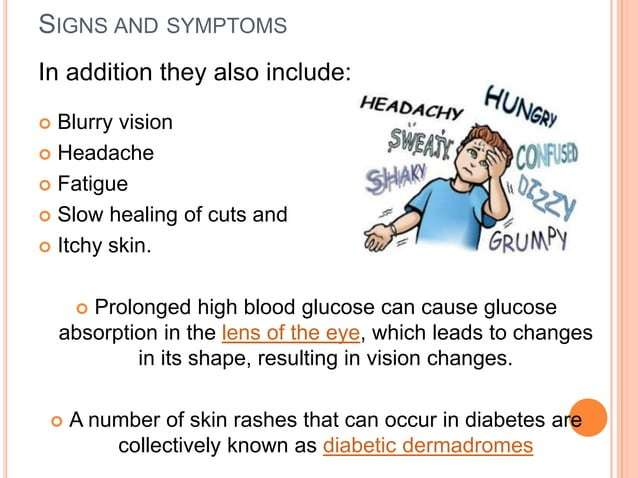 SIGNS AND SYMPTOMS
In addition they also include:
Blurry vision
Headache
Fatigue
Slow healing of cuts and
Itchy skin.
HEADACHY
HUNGRY
SWEATY
CONFUSED
SHAKY
DIZZY
GRUMPY
Prolonged high blood glucose can cause glucose
absorption in the lens of the eye, which leads to changes
in its shape, resulting in vision changes.
A number of skin rashes that can occur in diabetes are
collectively known as diabetic dermadromes